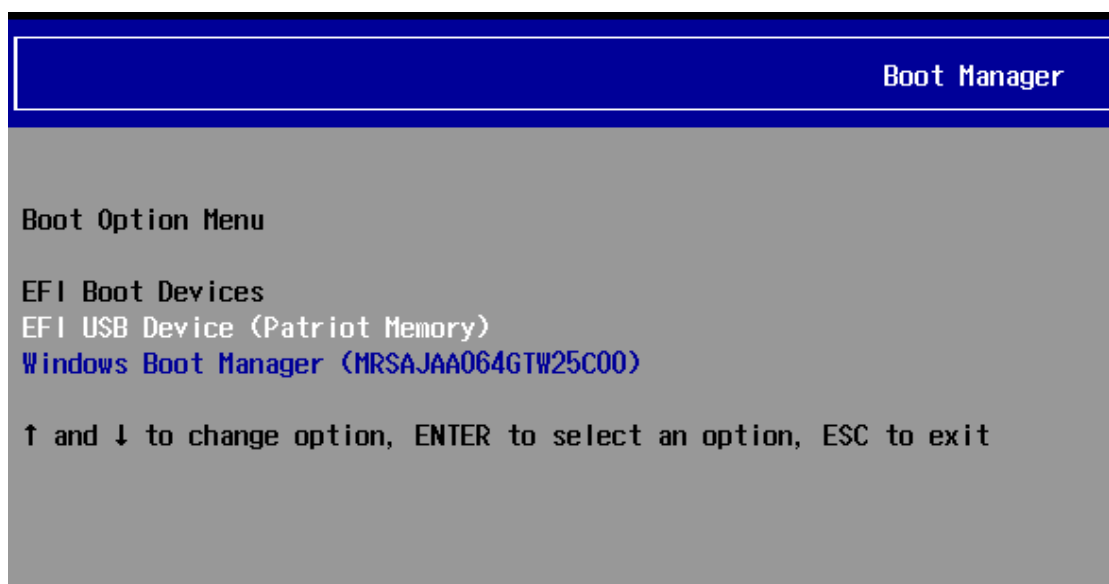 Boot Manager
Boot Option Menu
EFI Boot Devices
EFI USB Device (Patriot Memory)
Windows Boot Manager (MRSAJAA064GTW25C00)
↑ and ↓ to change option, ENTER to select an option, ESC to exit